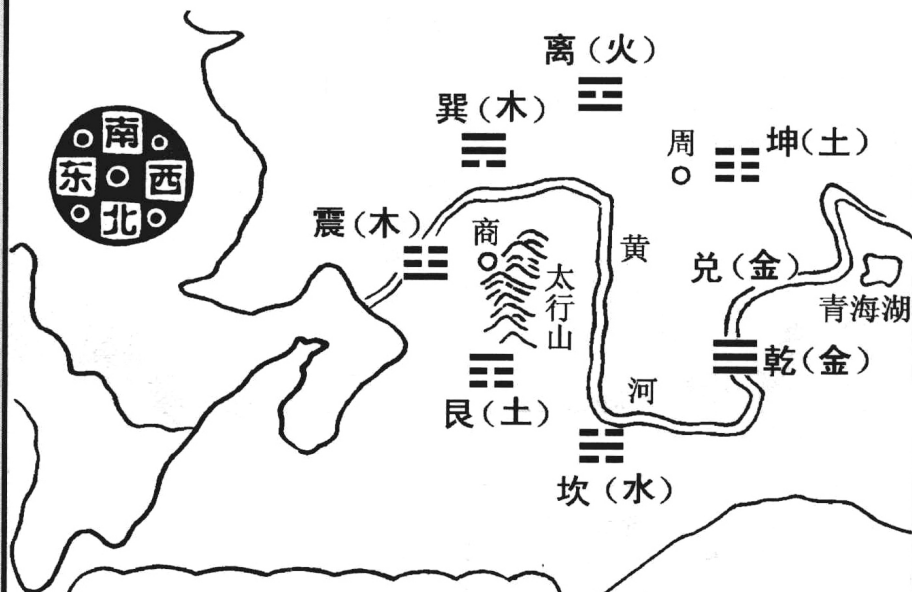 离（火）
巽（木）
周
坤（土）
南
东
西
北
震（木）
商
黄
兑（金）
太行山
青海湖
乾（金）
河
艮（土）
坎（水）